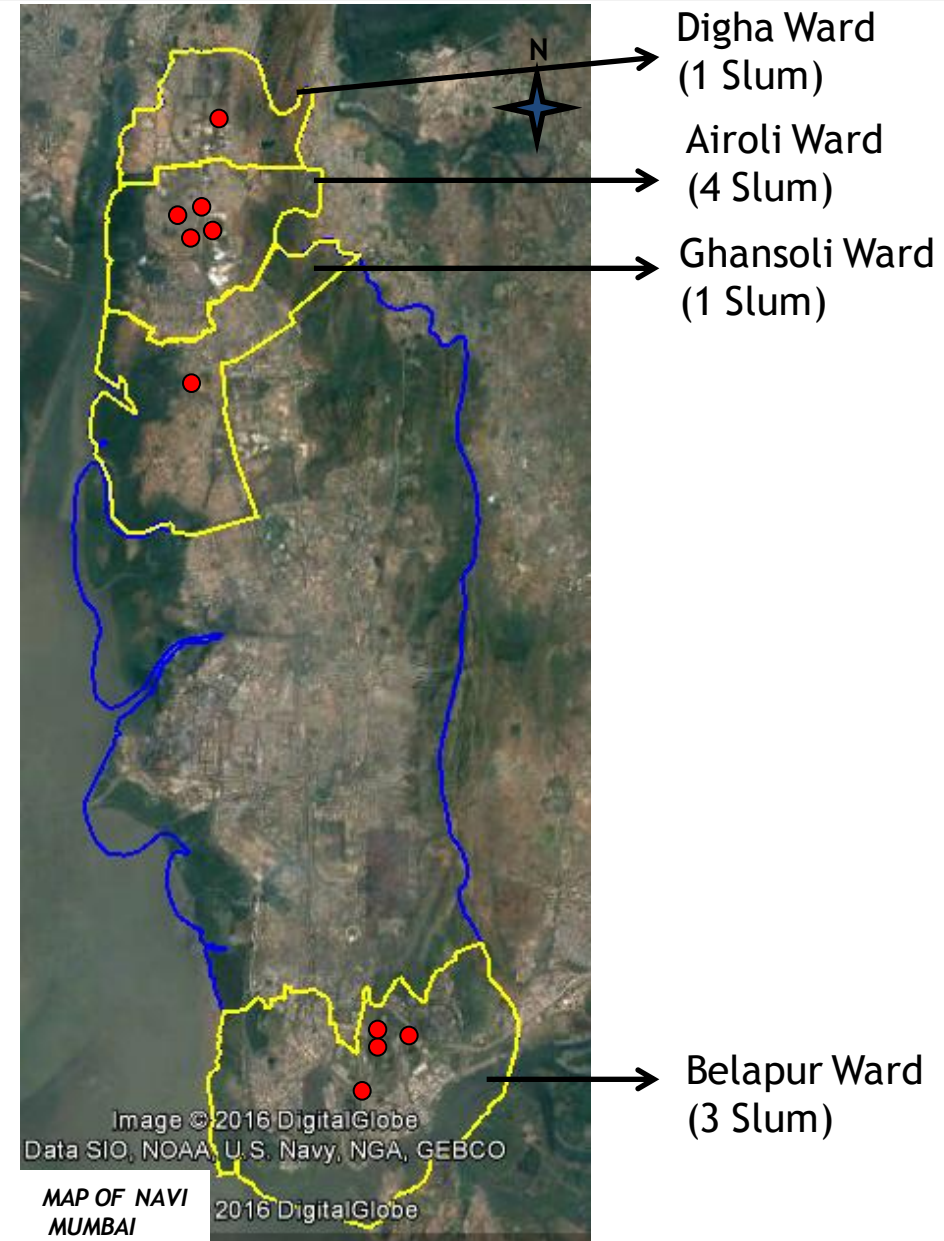 Digha Ward
(1 Slum)
N
Airoli Ward
(4 Slum)
Ghansoli Ward
(1 Slum)
Belapur Ward
(3 Slum)
Image © 2016 DigitalGlobe
Data SIO, NOAA, U.S. Navy, NGA, GEBCO
MAP OF NAVI
MUMBAI
2016 DigitalGlobe